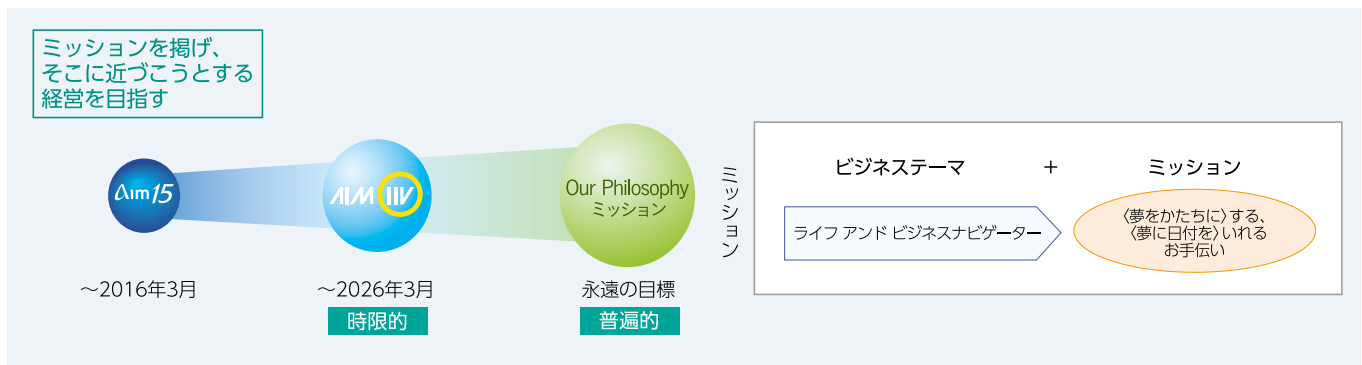 ミッションを掲げ、
そこに近づこうとする
経営を目指す
Aim15
AIM CIIV
Our Philosophy
ミッション
～2016年3月
～2026年3月
永遠の目標
時限的
普遍的
ミッション
ビジネステーマ + ミッション
ライフ アンド ビジネスナビゲーター
〈夢をかたちに〉する、
〈夢に日付を〉いれる
お手伝い